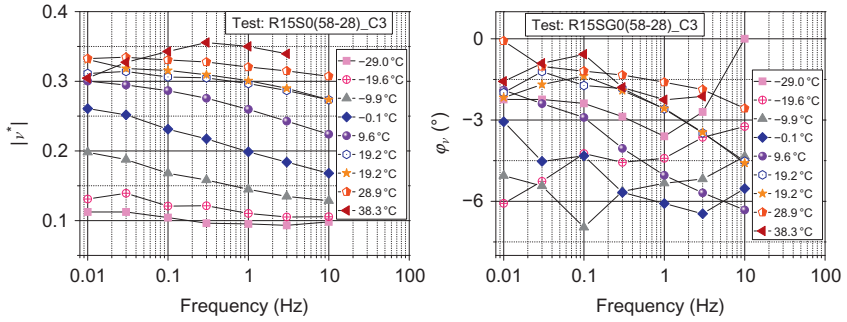 Test: R15S0(58-28)_C3
|ν*|
0.4
0.3
0.2
0.1
0.01
0.1
1
10
100
Frequency (Hz)
−29.0 °C
−19.6 °C
−9.9 °C
−0.1 °C
9.6 °C
19.2 °C
19.2 °C
28.9 °C
38.3 °C
Test: R15SG0(58-28)_C3
φν (°)
0
−3
−6
0.01
0.1
1
10
100
Frequency (Hz)
−29.0 °C
−19.6 °C
−9.9 °C
−0.1 °C
9.6 °C
19.2 °C
19.2 °C
28.9 °C
38.3 °C